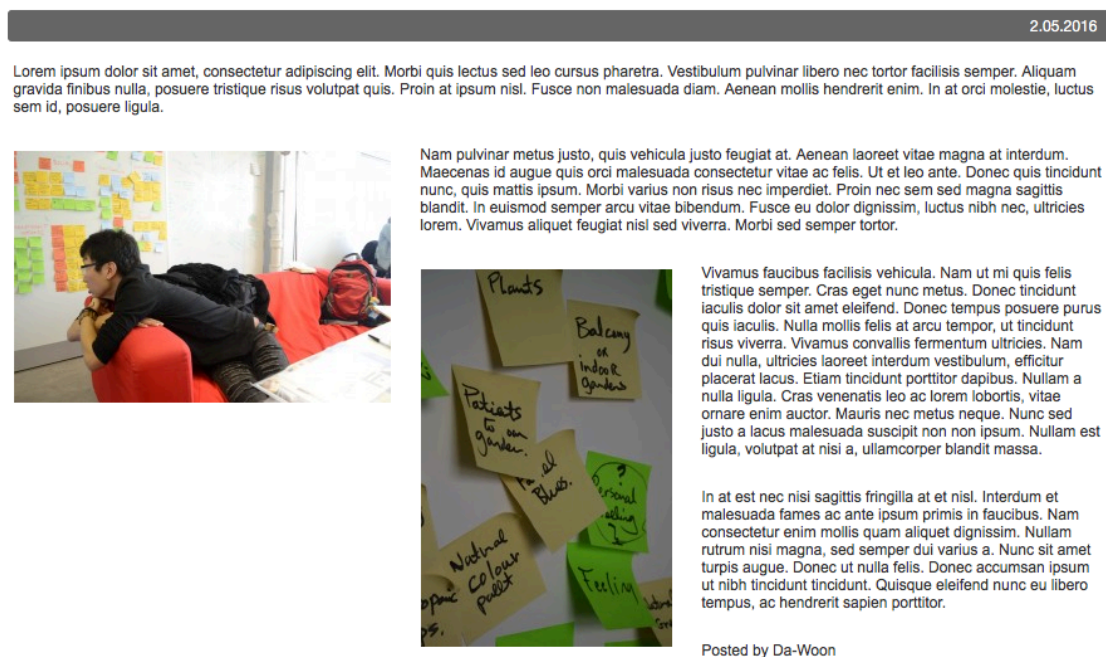 2.05.2016
Lorem ipsum dolor sit amet, consectetur adipiscing elit. Morbi quis lectus sed leo cursus pharetra. Vestibulum pulvinar libero nec tortor facilisis semper. Aliquam
gravida finibus nulla, posuere tristique risus volutpat quis. Proin at ipsum nisl. Fusce non malesuada diam. Aenean mollis hendrerit enim. In at orci molestie, luctus
sem id, posuere ligula.
Nam pulvinar metus justo, quis vehicula justo feugiat at. Aenean laoreet vitae magna at interdum.
Maecenas id augue quis orci malesuada consectetur vitae ac felis. Ut et leo ante. Donec quis tincidunt
nunc, quis mattis ipsum. Morbi varius non risus nec imperdiet. Proin nec sem sed magna sagittis
blandit. In euismod semper arcu vitae bibendum. Fusce eu dolor dignissim, luctus nibh nec, ultricies
lorem. Vivamus aliquet feugiat nisl sed viverra. Morbi sed semper tortor.
Plants
Balcony
or
indooR
gardens
Patients
to own
garden.
Blues.
Personal
Natural
Colour
pallet
Feeling
Vivamus faucibus facilisis vehicula. Nam ut mi quis felis
tristique semper. Cras eget nunc metus. Donec tincidunt
iaculis dolor sit amet eleifend. Donec tempus posuere purus
quis iaculis. Nulla mollis felis at arcu tempor, ut tincidunt
risus viverra. Vivamus convallis fermentum ultricies. Nam
dui nulla, ultricies laoreet interdum vestibulum, efficitur
placerat lacus. Etiam tincidunt porttitor dapibus. Nullam a
nulla ligula. Cras venenatis leo ac lorem lobortis, vitae
ornare enim auctor. Mauris nec metus neque. Nunc sed
justo a lacus malesuada suscipit non non ipsum. Nullam est
ligula, volutpat at nisi a, ullamcorper blandit massa.
In at est nec nisi sagittis fringilla at et nisl. Interdum et
malesuada fames ac ante ipsum primis in faucibus. Nam
consectetur enim mollis quam aliquet dignissim. Nullam
rutrum nisi magna, sed semper dui varius a. Nunc sit amet
turpis augue. Donec ut nulla felis. Donec accumsan ipsum
ut nibh tincidunt tincidunt. Quisque eleifend nunc eu libero
tempus, ac hendrerit sapien porttitor.
Posted by Da-Woon